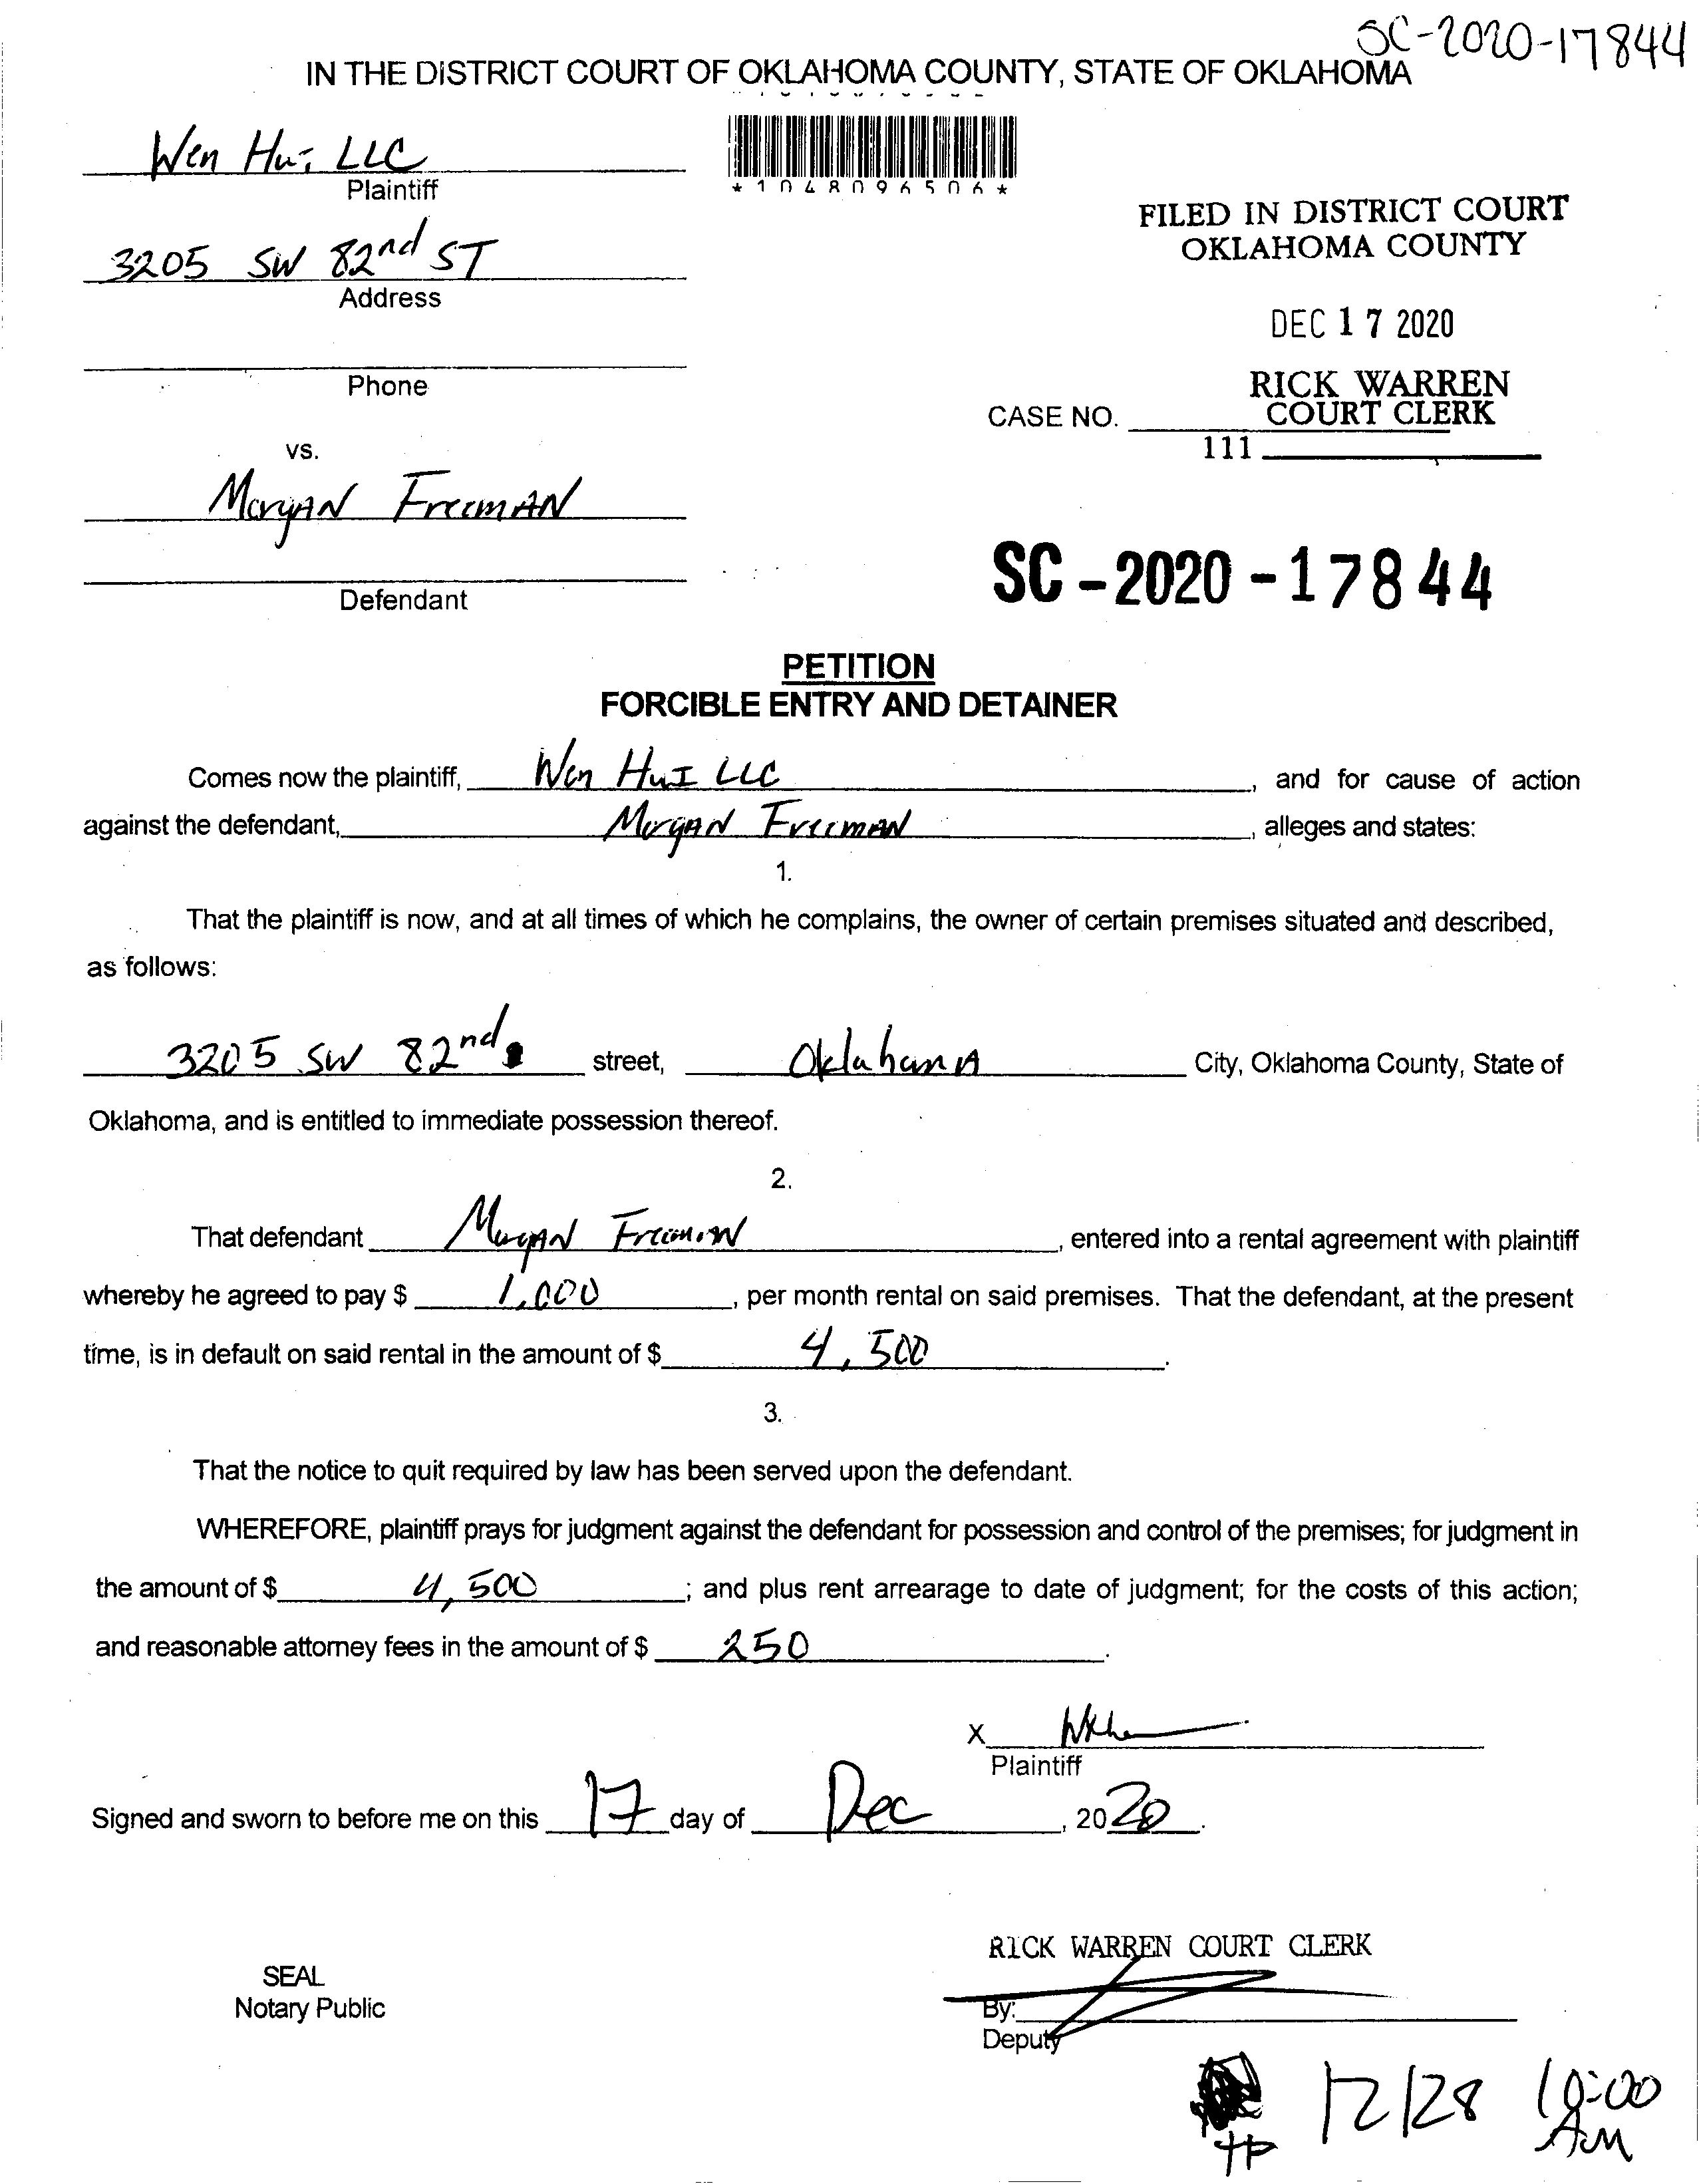 SC-2020-17844
IN THE DISTRICT COURT OF OKLAHOMA COUNTY, STATE OF OKLAHOMA
Wen Hui LLC
Plaintiff
*1048096506*
FILED IN DISTRICT COURT
OKLAHOMA COUNTY
3205 SW 82nd ST
Address
DEC 17 2020
Phone
RICK WARREN
COURT CLERK
CASE NO.
111
vs.
Morgan Freeman
Defendant
SC-2020-17844
PETITION
FORCIBLE ENTRY AND DETAINER
Comes now the plaintiff, Wen Hui LLC, and for cause of action
against the defendant, Morgan Freeman, alleges and states:
1.
That the plaintiff is now, and at all times of which he complains, the owner of certain premises situated and described,
as follows:
3205 SW 82nd street, Oklahoma City, Oklahoma County, State of
Oklahoma, and is entitled to immediate possession thereof.
2.
That defendant Morgan Freeman, entered into a rental agreement with plaintiff
whereby he agreed to pay $ 1,000, per month rental on said premises. That the defendant, at the present
time, is in default on said rental in the amount of $ 4,500.
3.
That the notice to quit required by law has been served upon the defendant.
WHEREFORE, plaintiff prays for judgment against the defendant for possession and control of the premises; for judgment in
the amount of $ 4,500; and plus rent arrearage to date of judgment; for the costs of this action;
and reasonable attorney fees in the amount of $ 250.
X
Plaintiff
Signed and sworn to before me on this 17 day of Dec, 2020.
RICK WARREN COURT CLERK
SEAL
Notary Public
By:
Deputy
12/28 10:00
AM